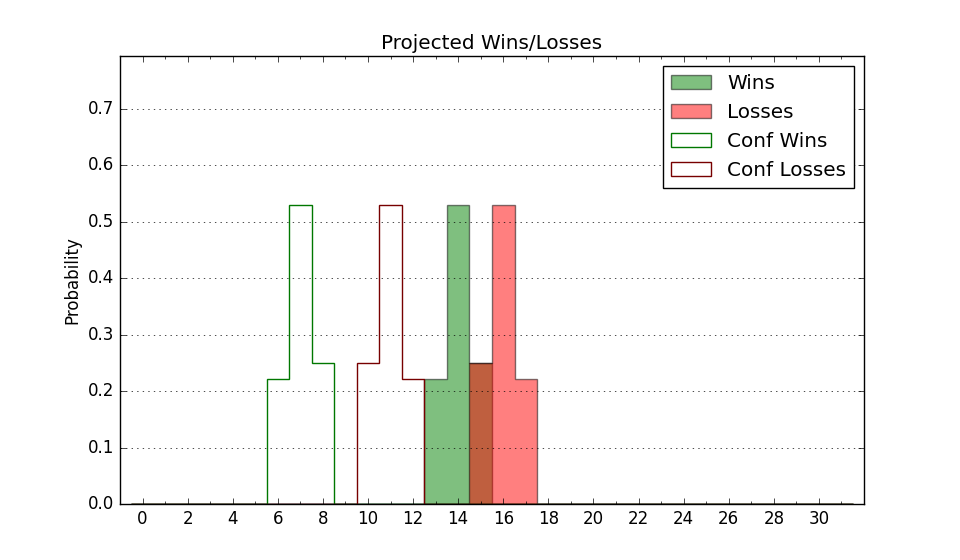 Projected Wins/Losses
Wins
Losses
Conf Wins
Conf Losses
Probability
0.7
0.6
0.5
0.4
0.3
0.2
0.1
0.0
0 2 4 6 8 10 12 14 16 18 20 22 24 26 28 30